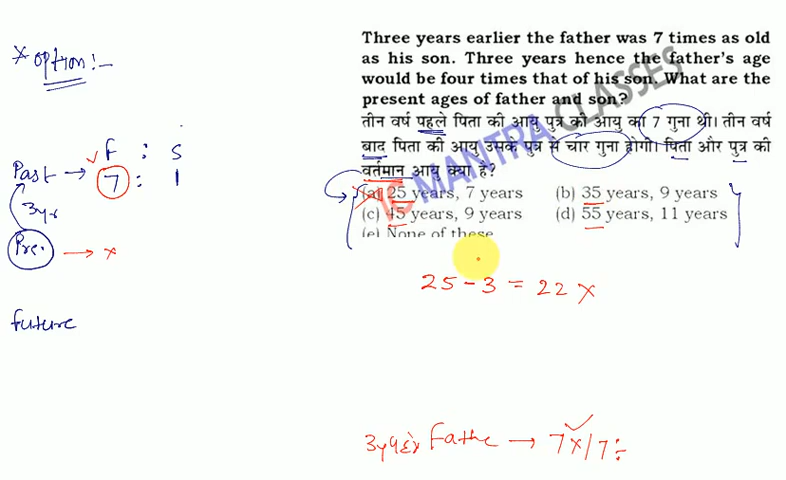 Three years earlier the father was 7 times as old
as his son. Three years hence the father's age
would be four times that of his son. What are the
present ages of father and son?
तीन वर्ष पहले पिता की आयु पुत्र की आयु का 7 गुना थी। तीन वर्ष
बाद पिता की आयु उसके पुत्र से चार गुना होगी। पिता और पुत्र की
वर्तमान आयु क्या है?
(a) 25 years, 7 years (b) 35 years, 9 years
(c) 45 years, 9 years (d) 55 years, 11 years
(e) None of these
MANTRA CLASSES
× option:-
F : S
Past → 7 : 1
3yr
Pre. → x
future
25 - 3 = 22 x
Fathe → 7x/7